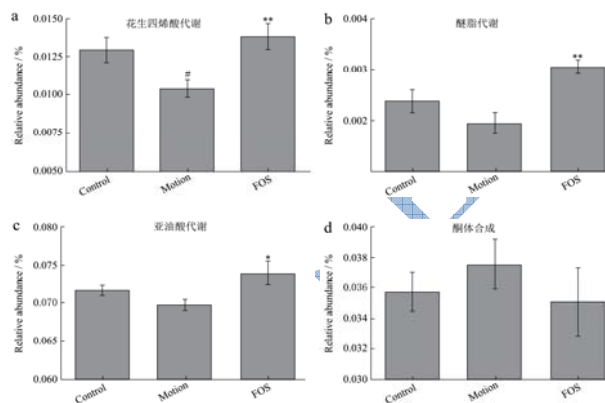 a
花生四烯酸代谢
Relative abundance / %
0.0150
0.0125
0.0100
0.0075
0.0050
**
Control
Motion
FOS
b
醚脂代谢
Relative abundance / %
0.004
0.003
0.002
**
Control
Motion
FOS
c
亚油酸代谢
Relative abundance / %
0.080
0.075
0.070
0.065
0.060
*
Control
Motion
FOS
d
酮体合成
Relative abundance / %
0.040
0.038
0.036
0.034
0.032
0.030
Control
Motion
FOS